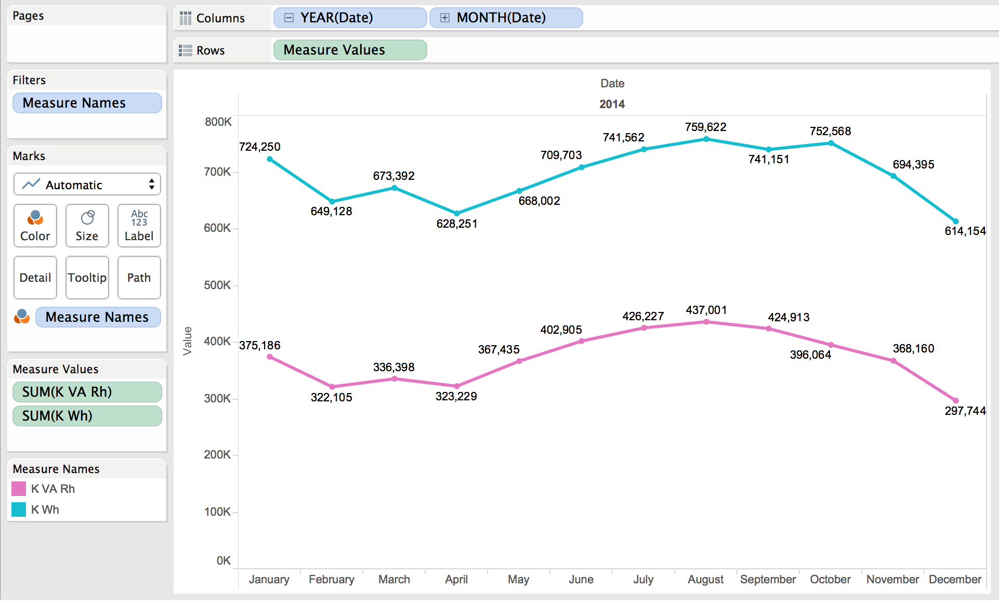 Pages
Columns
YEAR(Date)
MONTH(Date)
Rows
Measure Values
Filters
Measure Names
Marks
Automatic
Color
Size
Abc
123
Label
Detail
Tooltip
Path
Measure Names
Measure Values
SUM(K VA Rh)
SUM(K Wh)
Measure Names
K VA Rh
K Wh
Date
2014
Value
800K
700K
600K
500K
400K
300K
200K
100K
0K
724,250
649,128
673,392
628,251
668,002
709,703
741,562
759,622
741,151
752,568
694,395
614,154
375,186
322,105
336,398
323,229
367,435
402,905
426,227
437,001
424,913
396,064
368,160
297,744
January
February
March
April
May
June
July
August
September
October
November
December